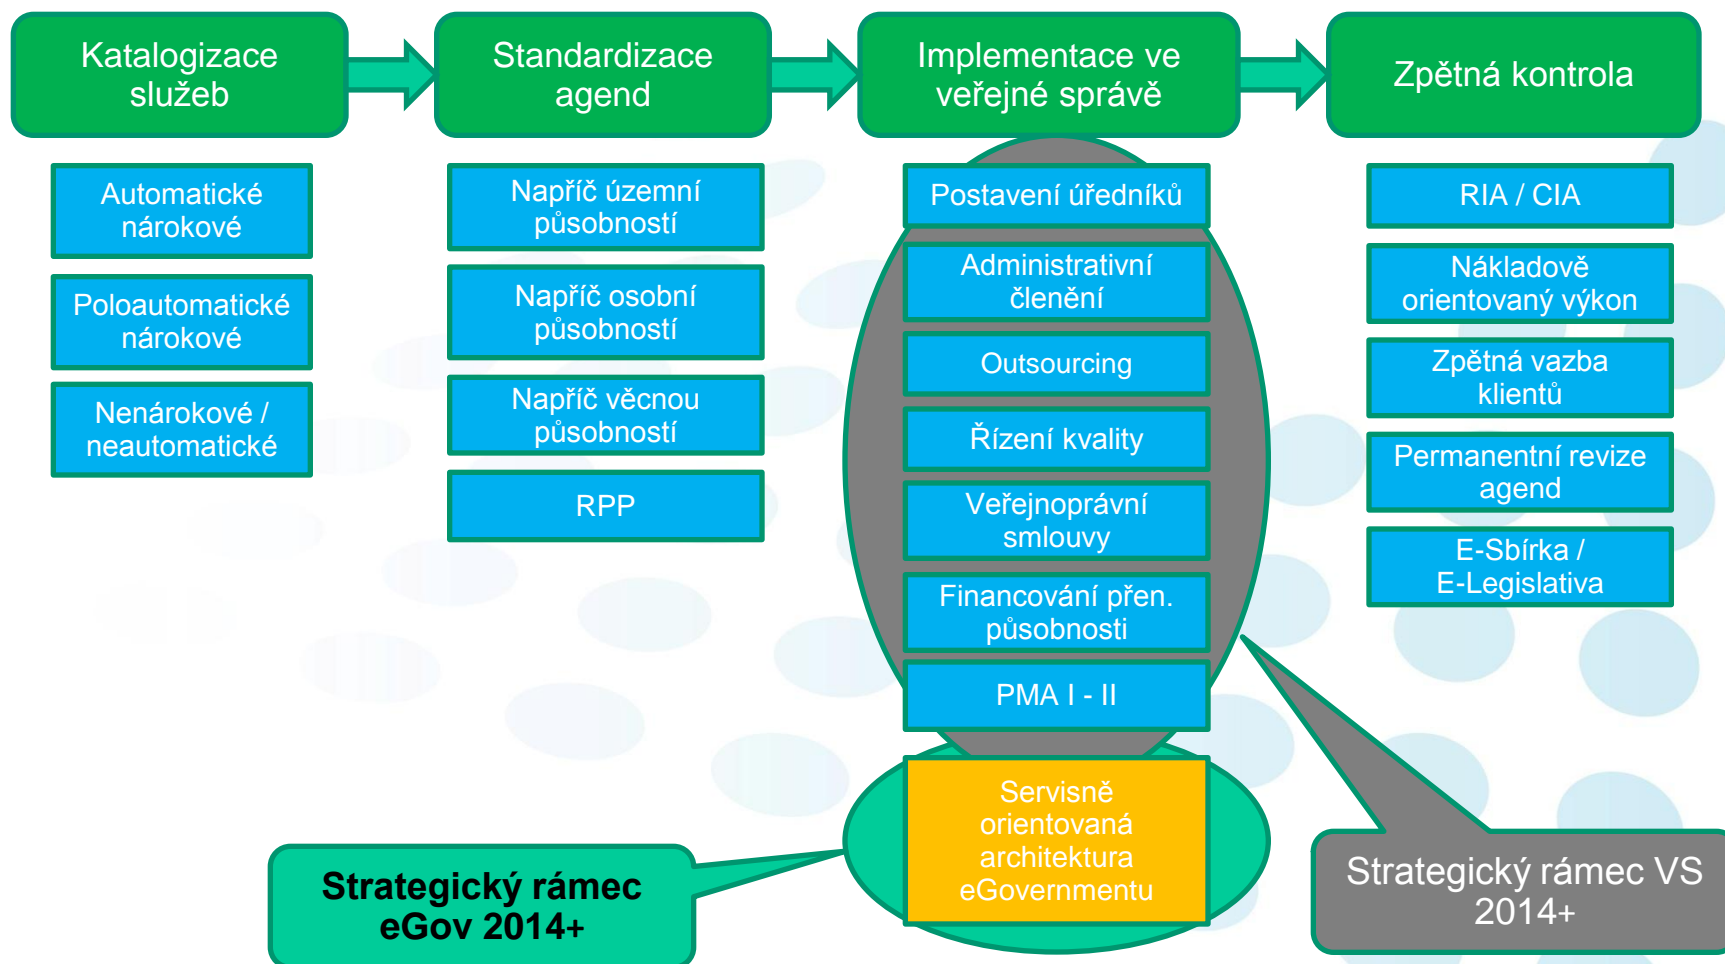 Katalogizace
služeb
Standardizace
agend
Implementace ve
veřejné správě
Zpětná kontrola
Automatické
nárokové
Poloautomatické
nárokové
Nenárokové /
neautomatické
Napříč územní
působností
Napříč osobní
působností
Napříč věcnou
působností
RPP
Postavení úředníků
Administrativní
členění
Outsourcing
Řízení kvality
Veřejnoprávní
smlouvy
Financování přen.
působnosti
PMA I - II
Servisně
orientovaná
architektura
eGovernmentu
RIA / CIA
Nákladově
orientovaný výkon
Zpětná vazba
klientů
Permanentní revize
agend
E-Sbírka /
E-Legislativa
Strategický rámec
eGov 2014+
Strategický rámec VS
2014+